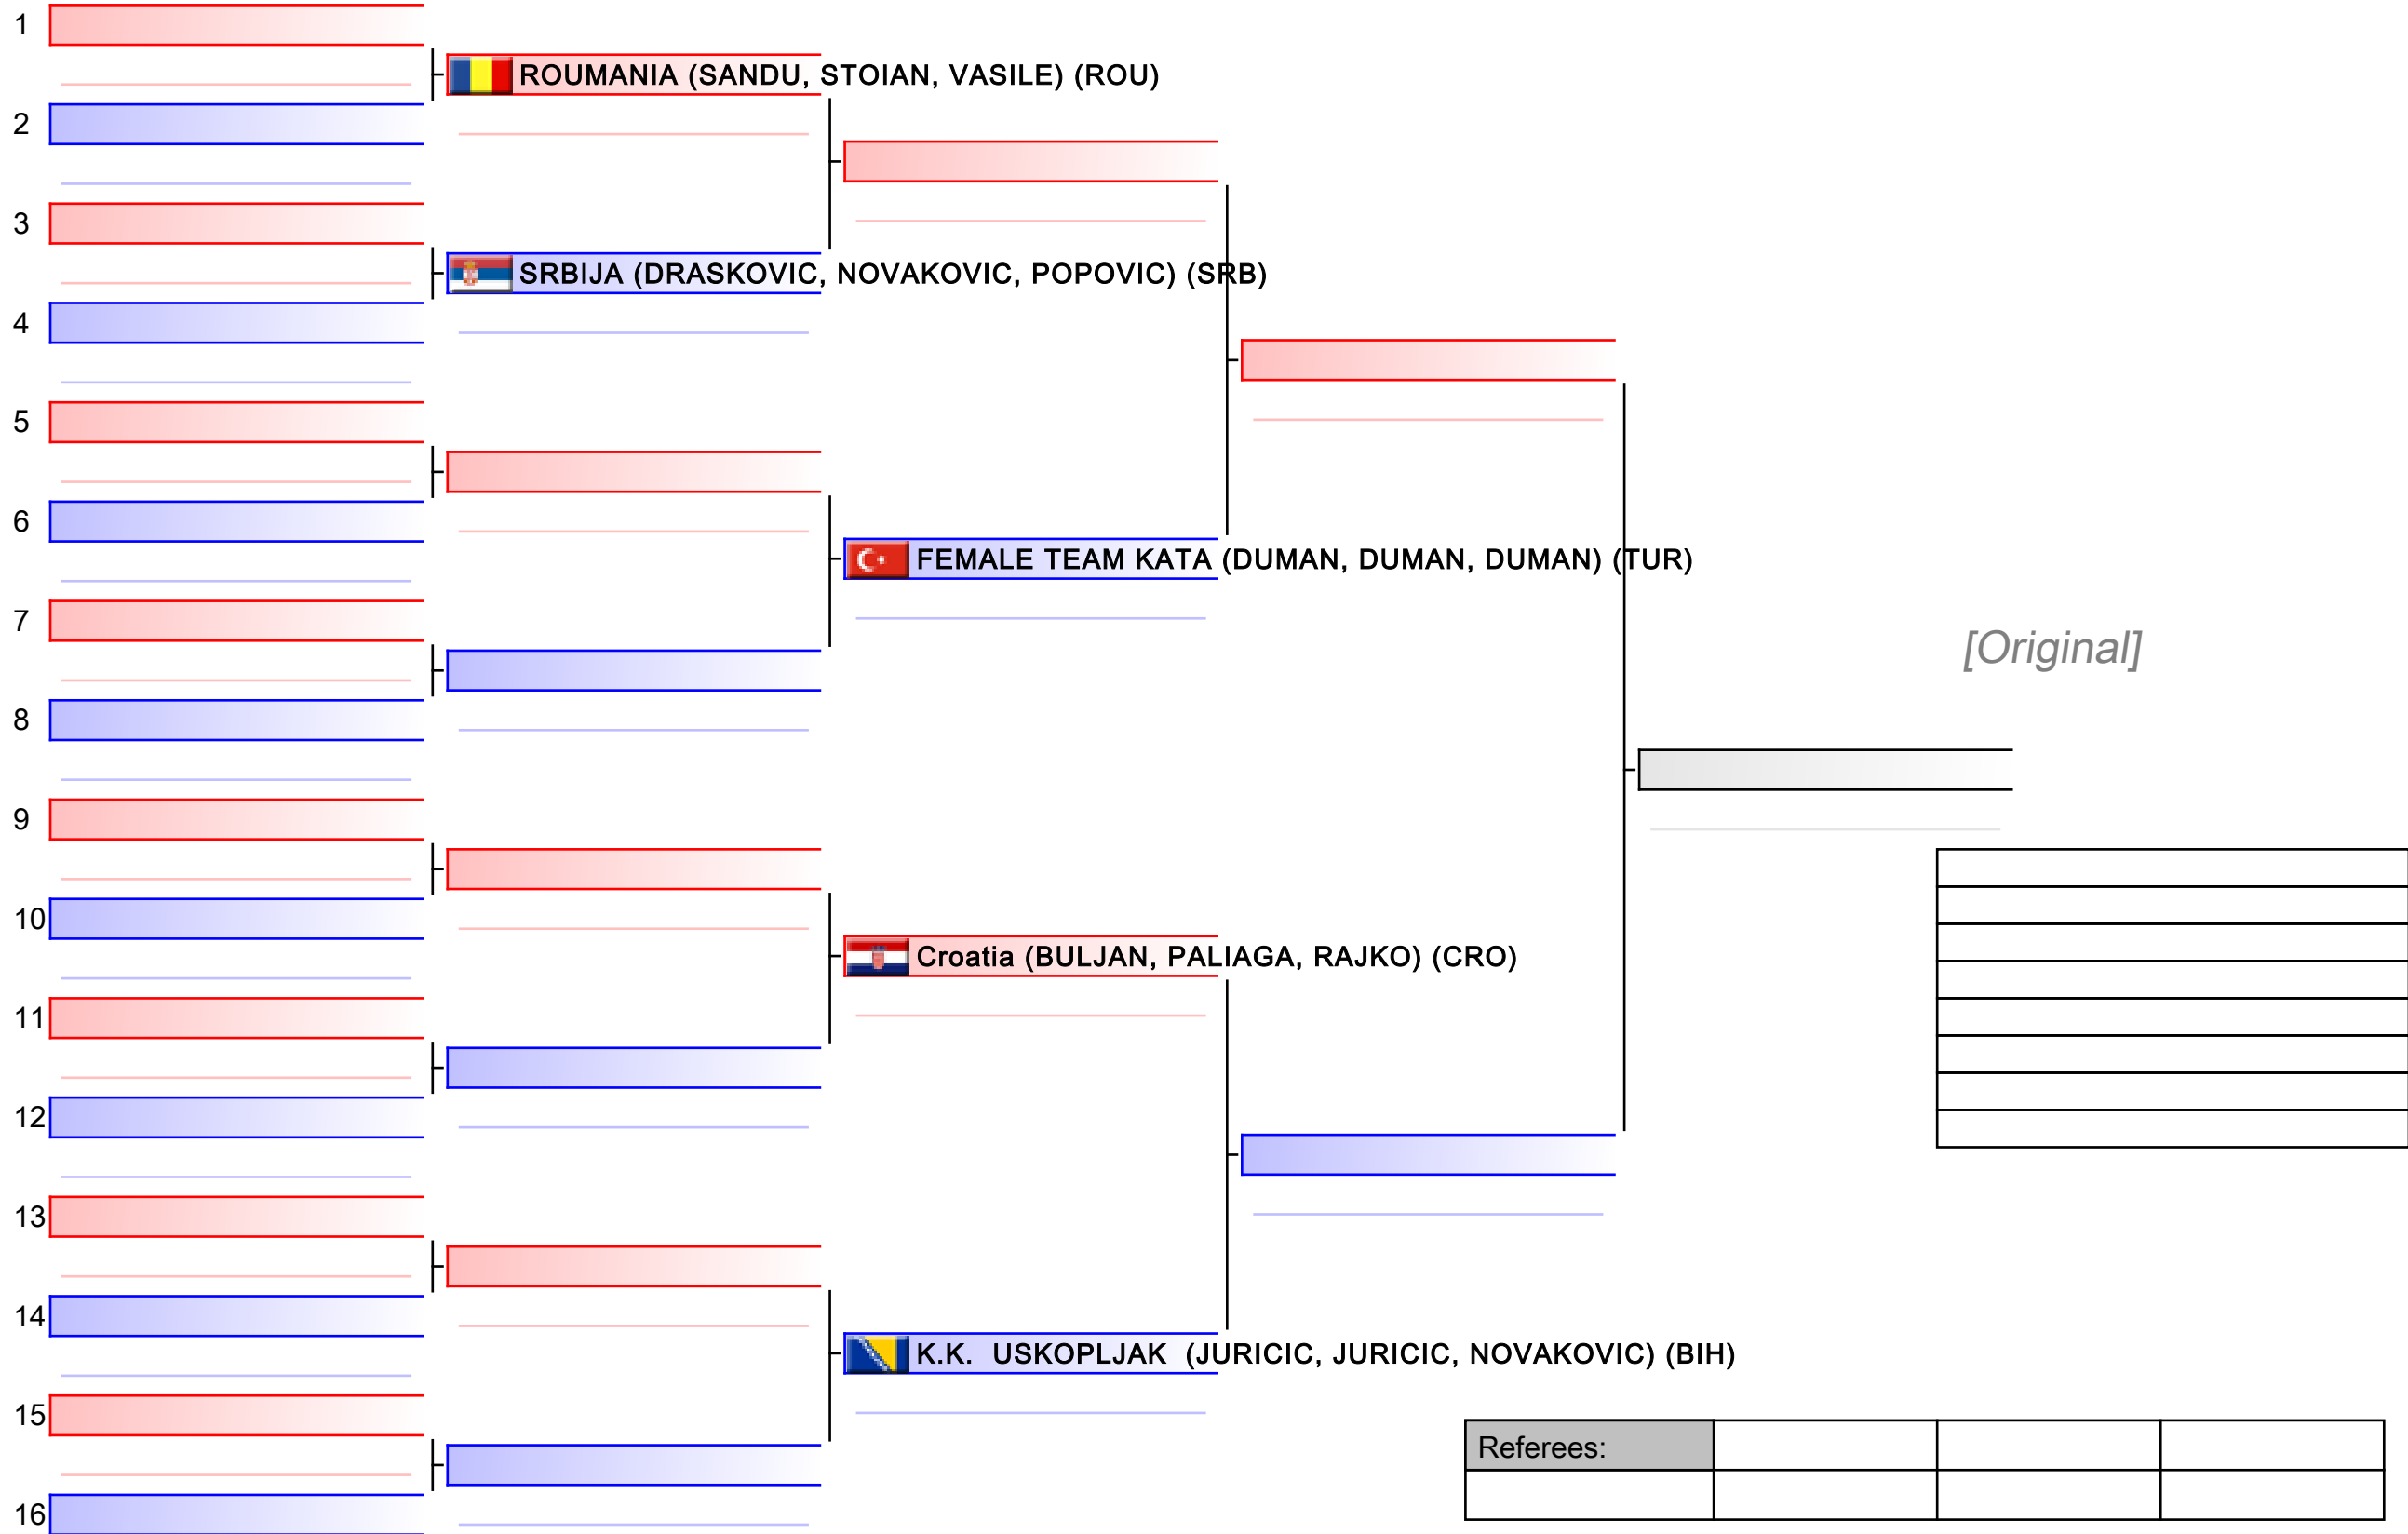 1
ROUMANIA (SANDU, STOIAN, VASILE) (ROU)
2
3
SRBIJA (DRASKOVIC, NOVAKOVIC, POPOVIC) (SRB)
4
5
6
FEMALE TEAM KATA (DUMAN, DUMAN, DUMAN) (TUR)
7
[Original]
8
9
10
Croatia (BULJAN, PALIAGA, RAJKO) (CRO)
11
12
13
14
K.K.  USKOPLJAK  (JURICIC, JURICIC, NOVAKOVIC) (BIH)
15
Referees:
16